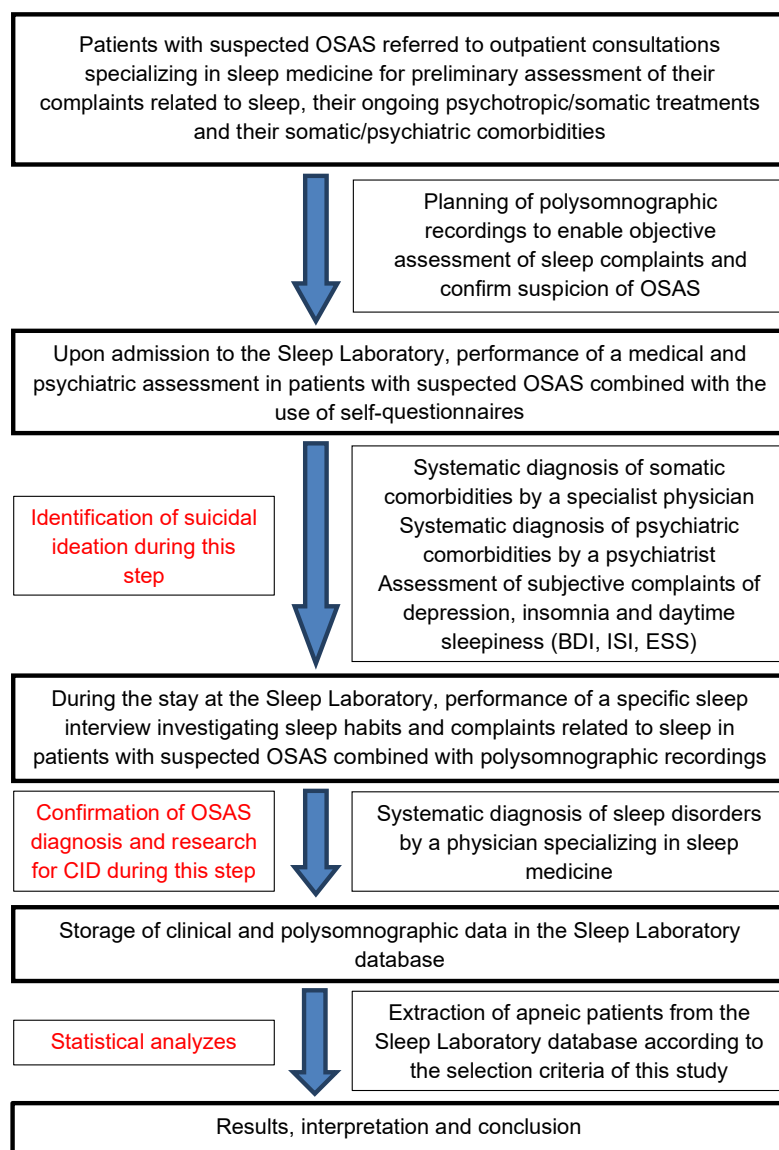 Patients with suspected OSAS referred to outpatient consultations
specializing in sleep medicine for preliminary assessment of their
complaints related to sleep, their ongoing psychotropic/somatic treatments
and their somatic/psychiatric comorbidities
Planning of polysomnographic
recordings to enable objective
assessment of sleep complaints and
confirm suspicion of OSAS
Upon admission to the Sleep Laboratory, performance of a medical and
psychiatric assessment in patients with suspected OSAS combined with the
use of self-questionnaires
Identification of suicidal
ideation during this
step
Systematic diagnosis of somatic
comorbidities by a specialist physician
Systematic diagnosis of psychiatric
comorbidities by a psychiatrist
Assessment of subjective complaints of
depression, insomnia and daytime
sleepiness (BDI, ISI, ESS)
During the stay at the Sleep Laboratory, performance of a specific sleep
interview investigating sleep habits and complaints related to sleep in
patients with suspected OSAS combined with polysomnographic recordings
Confirmation of OSAS
diagnosis and research
for CID during this step
Systematic diagnosis of sleep disorders
by a physician specializing in sleep
medicine
Storage of clinical and polysomnographic data in the Sleep Laboratory
database
Statistical analyzes
Extraction of apneic patients from the
Sleep Laboratory database according to
the selection criteria of this study
Results, interpretation and conclusion